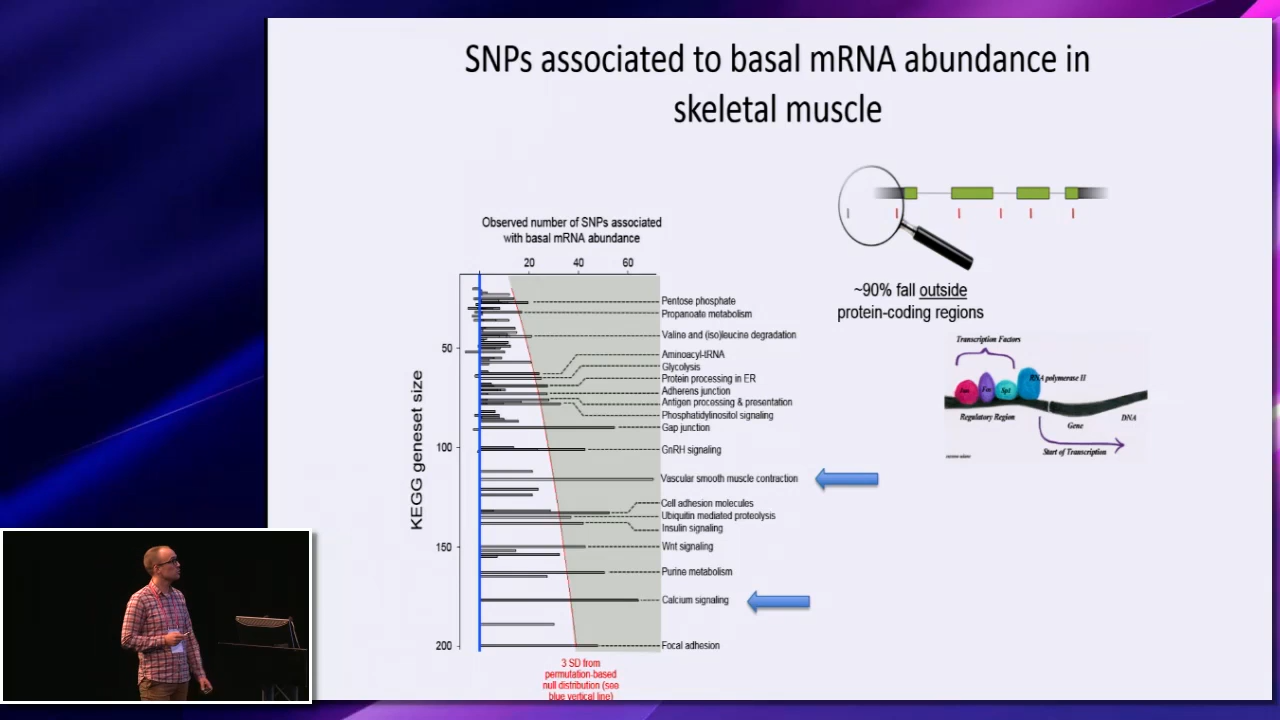 SNPs associated to basal mRNA abundance in
skeletal muscle
Observed number of SNPs associated
with basal mRNA abundance
20 40 60
KEGG geneset size
50
100
150
200
Pentose phosphate
Propanoate metabolism
Valine and (iso)leucine degradation
Aminoacyl-tRNA
Glycolysis
Protein processing in ER
Adherens junction
Antigen processing & presentation
Phosphatidylinositol signaling
Gap junction
GnRH signaling
Vascular smooth muscle contraction
Cell adhesion molecules
Ubiquitin mediated proteolysis
Insulin signaling
Wnt signaling
Purine metabolism
Calcium signaling
Focal adhesion
3 SD from
permutation-based
null distribution (see
blue vertical line)
~90% fall outside
protein-coding regions
Transcription Factors
RNA polymerase II
Regulatory Region
Gene
DNA
Start of Transcription